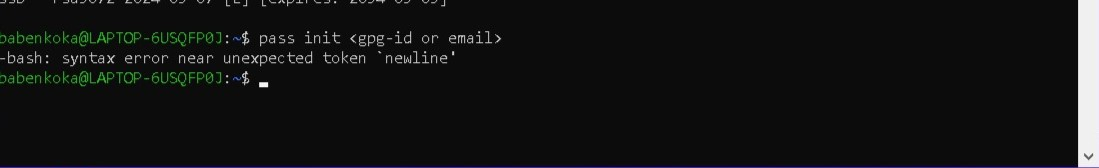 babenkoka@LAPTOP-6USQFP0J:~$ pass init <gpg-id or email>
-bash: syntax error near unexpected token `newline'
babenkoka@LAPTOP-6USQFP0J:~$